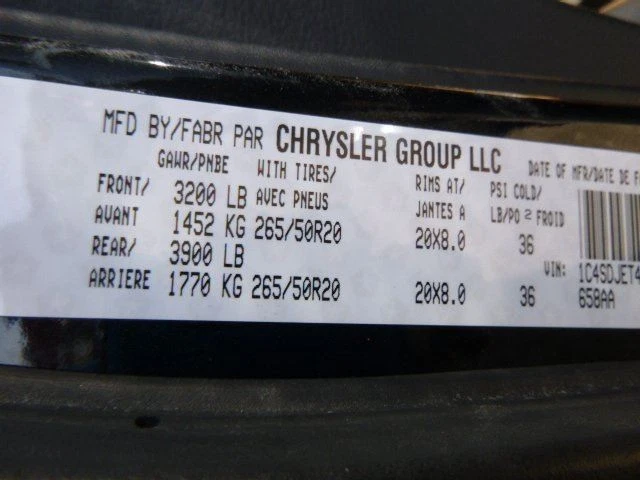 MFD BY/FABR PAR CHRYSLER GROUP LLC DATE OF MFR/DATE DE
GAWR/PNBE WITH TIRES/ RIMS AT/ PSI COLD/
FRONT/ 3200 LB AVEC PNEUS JANTES A LB/PO 2 FROID
AVANT 1452 KG 265/50R20 20X8.0 36
REAR/ 3900 LB VIN: 1C4SDJET4
ARRIERE 1770 KG 265/50R20 20X8.0 36 658AA